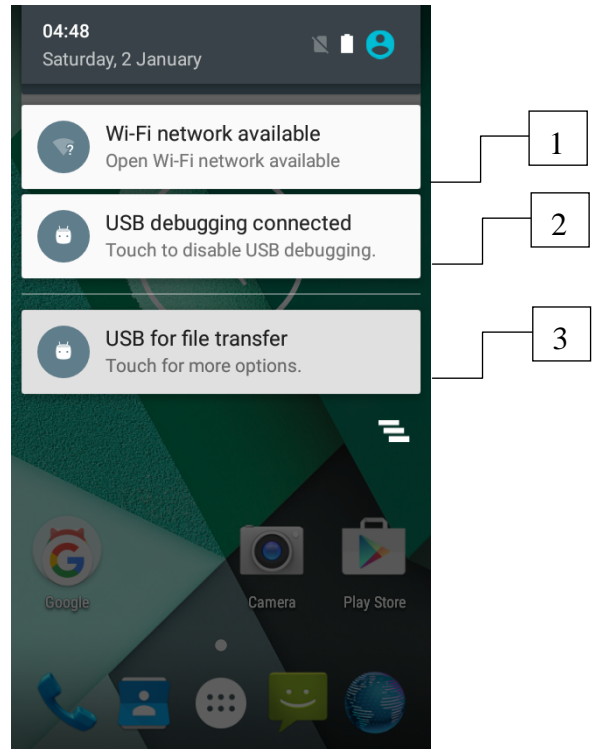 04:48
Saturday, 2 January
Wi-Fi network available
Open Wi-Fi network available
1
USB debugging connected
Touch to disable USB debugging.
2
USB for file transfer
Touch for more options.
3
G
Google
Camera
Play Store